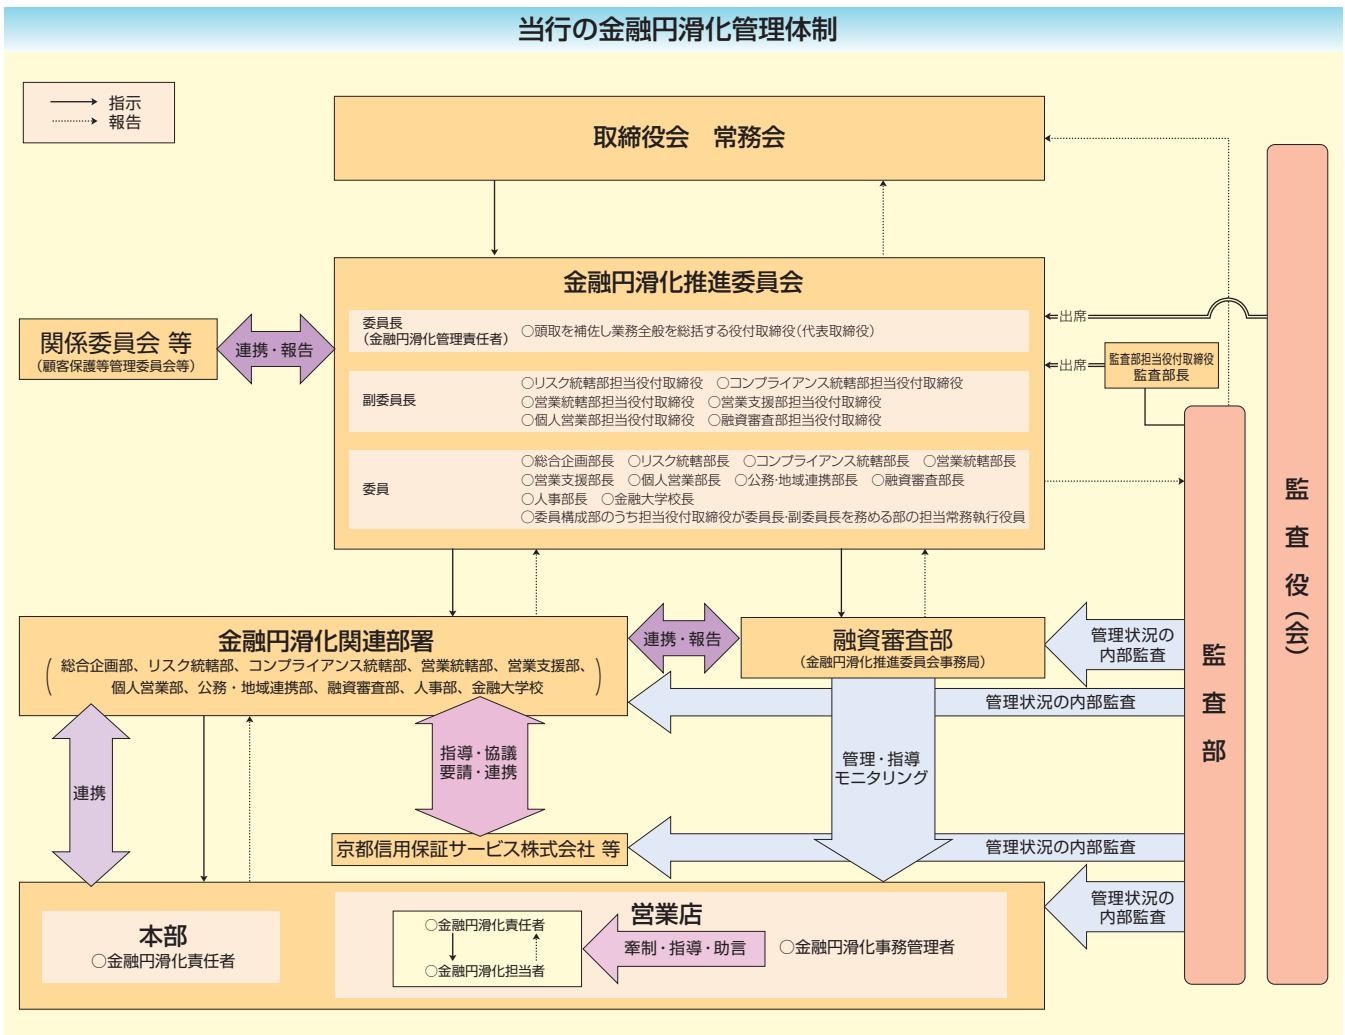 当行の金融円滑化管理体制
指示
報告
取締役会　常務会
金融円滑化推進委員会
委員長
（金融円滑化管理責任者）
○頭取を補佐し業務全般を総括する役付取締役（代表取締役）
副委員長
○リスク統轄部担当役付取締役　○コンプライアンス統轄部担当役付取締役
○営業統轄部担当役付取締役　○営業支援部担当役付取締役
○個人営業部担当役付取締役　○融資審査部担当役付取締役
委員
○総合企画部長　○リスク統轄部長　○コンプライアンス統轄部長　○営業統轄部長
○営業支援部長　○個人営業部長　○公務・地域連携部長　○融資審査部長
○人事部長　○金融大学校長
○委員構成部のうち担当役付取締役が委員長・副委員長を務める部の担当常務執行役員
関係委員会 等
（顧客保護等管理委員会等）
連携・報告
出席
出席
監査部担当役付取締役
監査部長
監査役（会）
監査部
金融円滑化関連部署
（総合企画部、リスク統轄部、コンプライアンス統轄部、営業統轄部、営業支援部、
個人営業部、公務・地域連携部、融資審査部、人事部、金融大学校）
連携・報告
融資審査部
（金融円滑化推進委員会事務局）
管理状況の
内部監査
管理状況の内部監査
連携
指導・協議
要請・連携
管理・指導
モニタリング
京都信用保証サービス株式会社 等
管理状況の内部監査
管理状況の
内部監査
本部
○金融円滑化責任者
営業店
○金融円滑化責任者
○金融円滑化担当者
牽制・指導・助言
○金融円滑化事務管理者